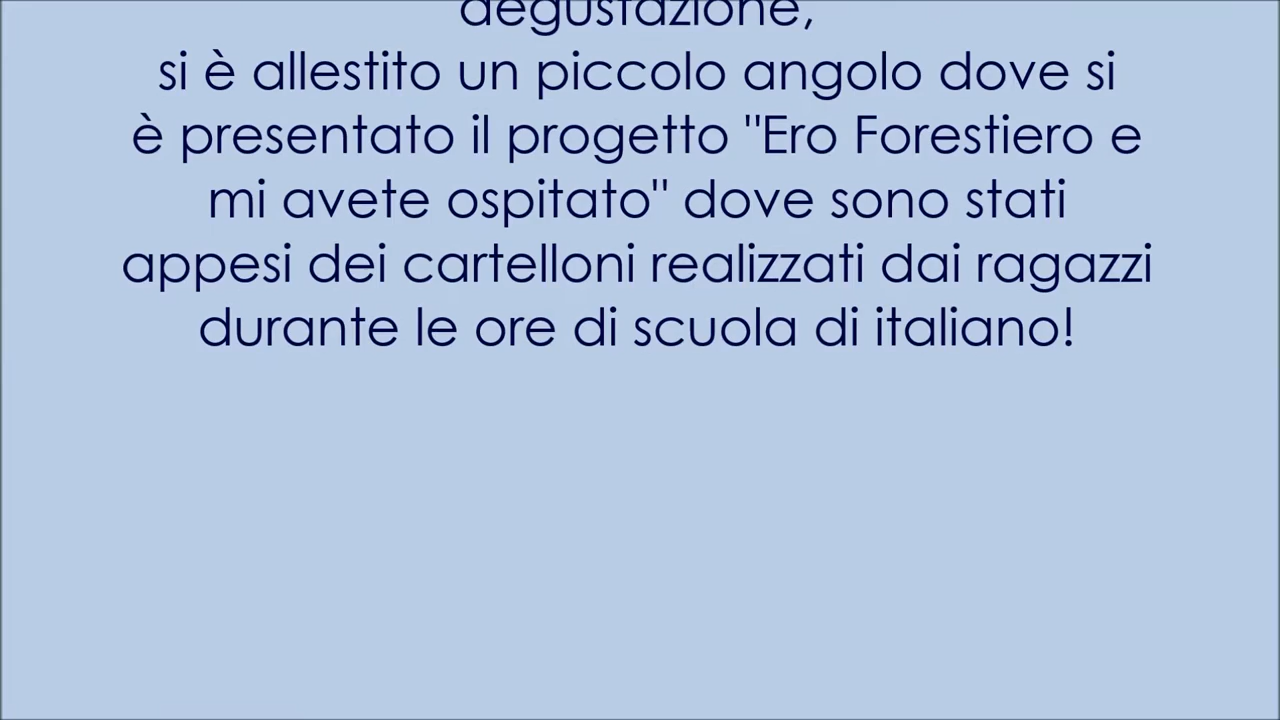 degustazione,
si è allestito un piccolo angolo dove si
è presentato il progetto "Ero Forestiero e
mi avete ospitato" dove sono stati
appesi dei cartelloni realizzati dai ragazzi
durante le ore di scuola di italiano!